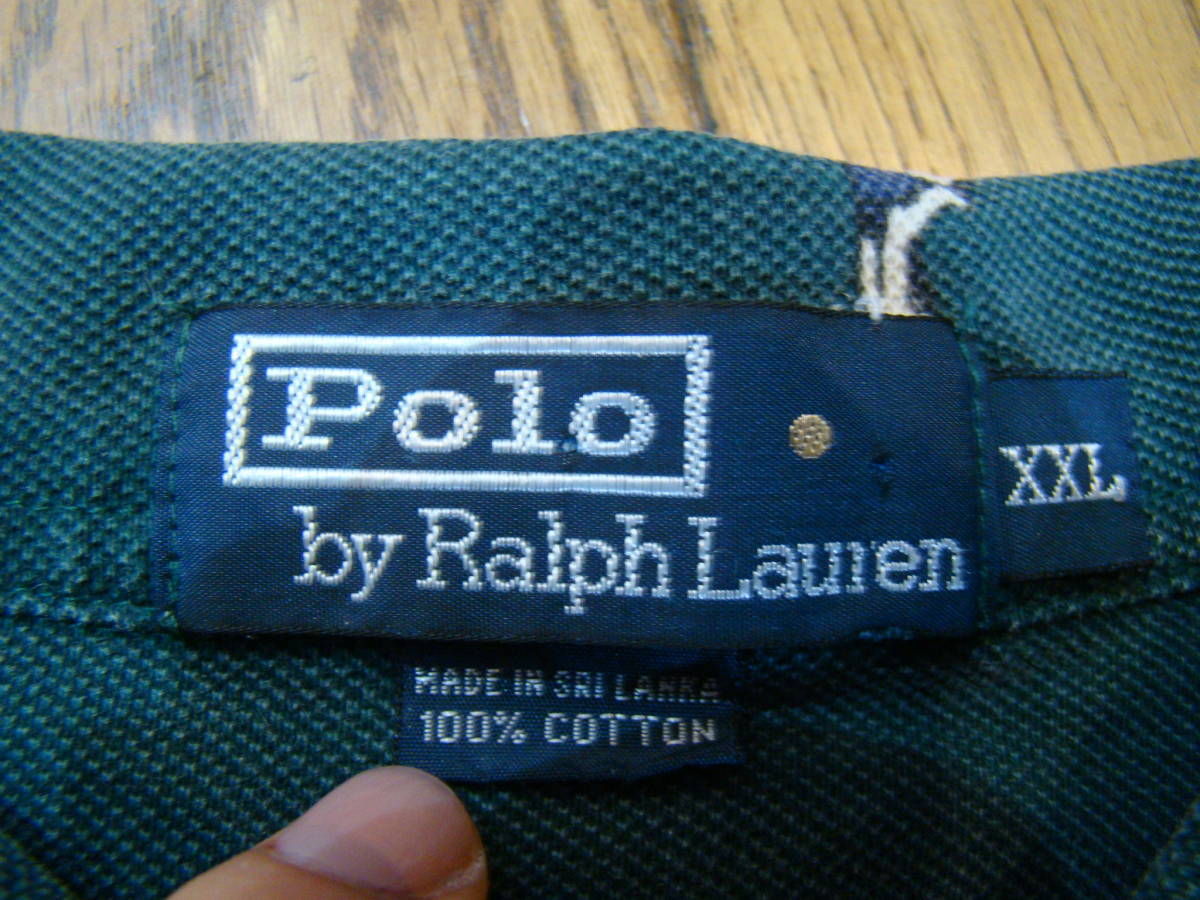 Polo
by Ralph Lauren
XXL
MADE IN SRI LANKA
100% COTTON